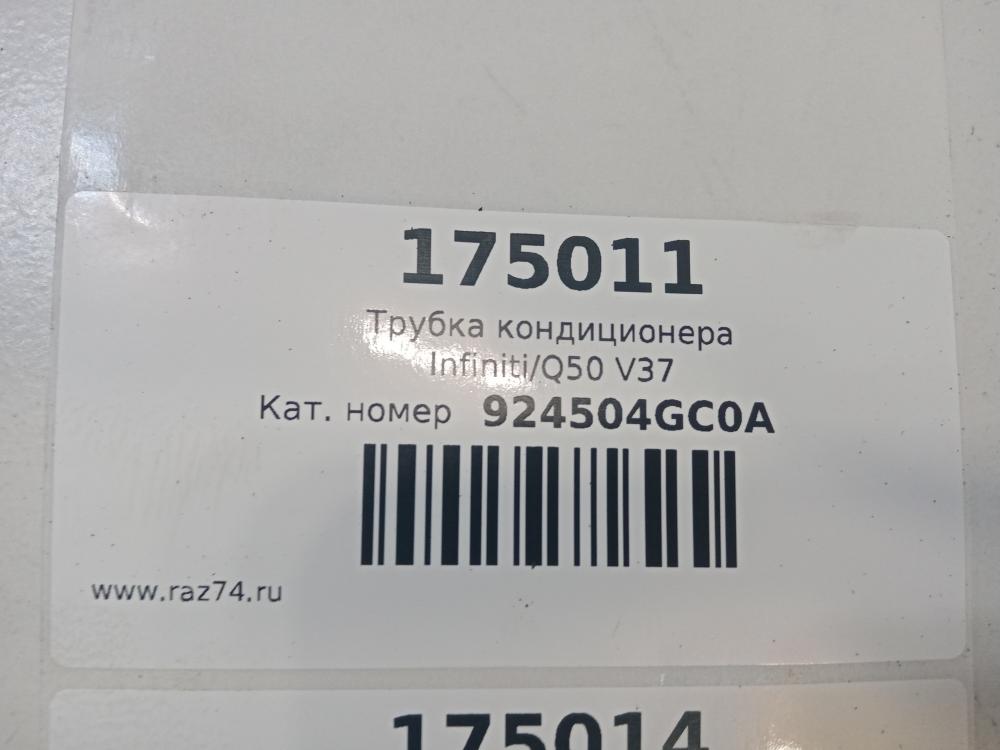 175011
Трубка кондиционера
Infiniti/Q50 V37
Кат. номер 924504GC0A
www.raz74.ru
175014